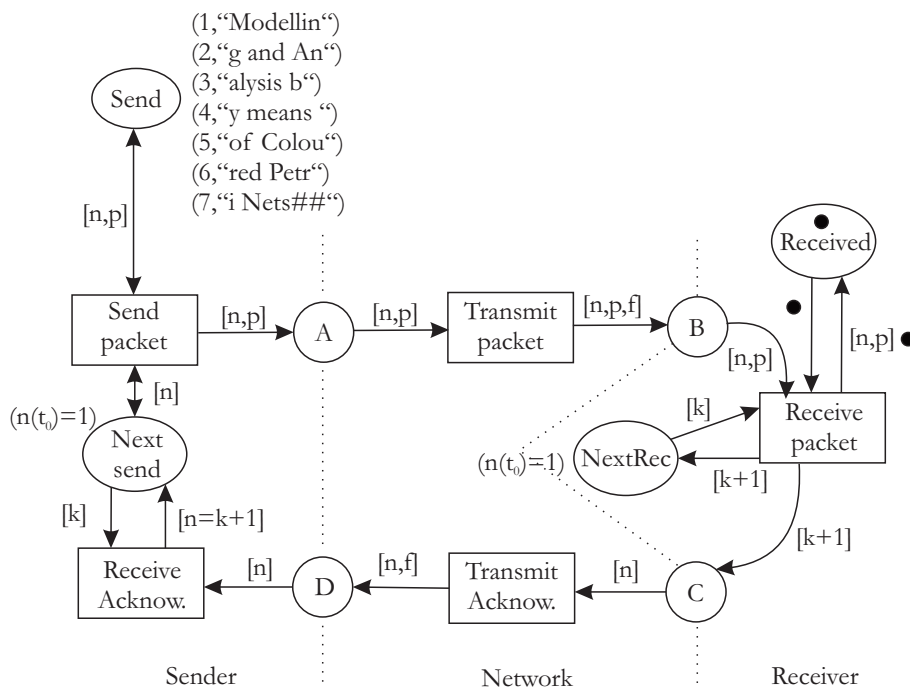 (1,“Modellin“)
(2,“g and An“)
(3,“alysis b“)
(4,“y means “)
(5,“of Colou“)
(6,“red Petr“)
(7,“i Nets##“)
Send
[n,p]
Received
Send
packet
[n,p]
A
[n,p]
Transmit
packet
[n,p,f]
B
[n,p]
[n,p]
[n]
(n(t₀)=1)
Next
send
[k]
Receive
packet
(n(t₀)=1)
NextRec
[k+1]
[k]
[n=k+1]
[k+1]
Receive
Acknow.
[n]
D
[n,f]
Transmit
Acknow.
[n]
C
Sender
Network
Receiver